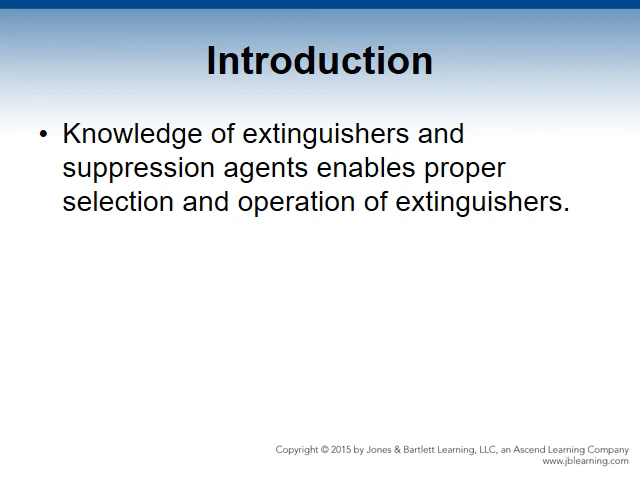 Introduction
• Knowledge of extinguishers and
suppression agents enables proper
selection and operation of extinguishers.
Copyright © 2015 by Jones & Bartlett Learning, LLC, an Ascend Learning Company
www.jblearning.com